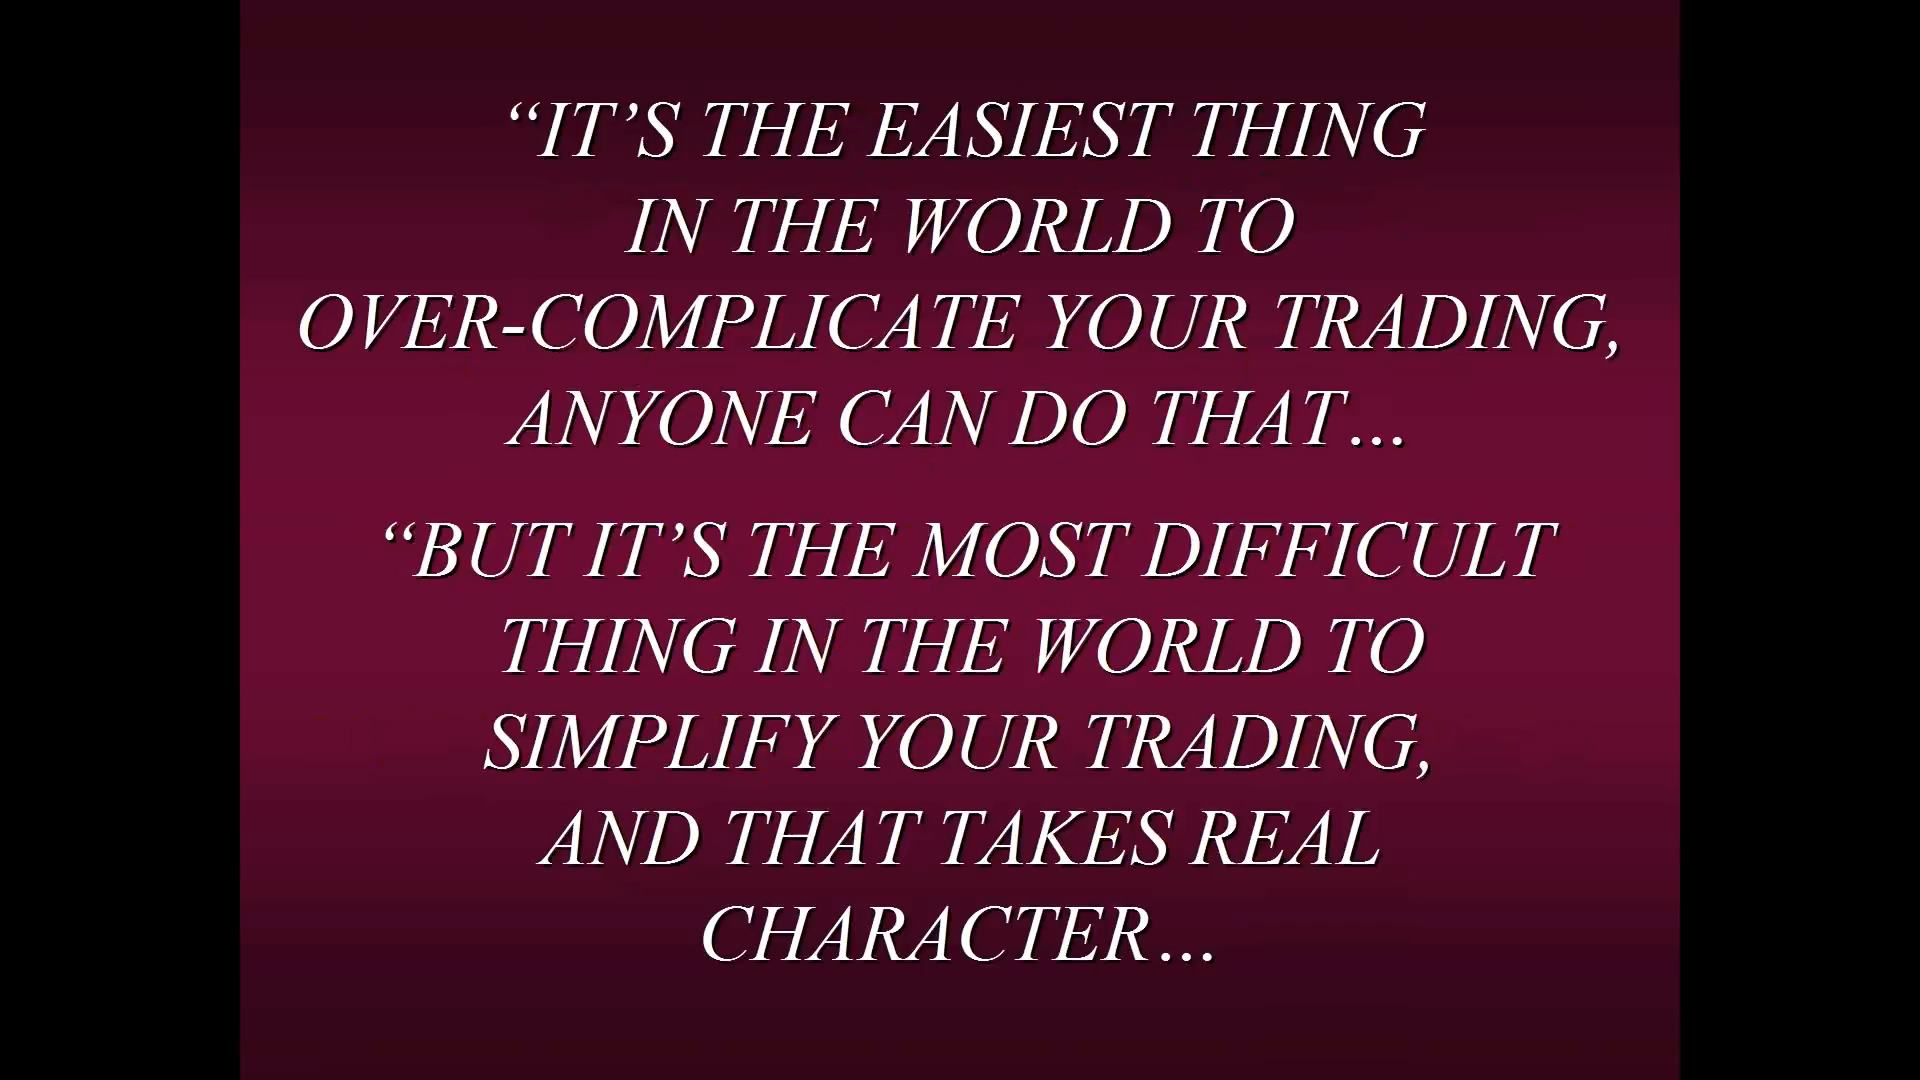 “IT’S THE EASIEST THING
IN THE WORLD TO
OVER-COMPLICATE YOUR TRADING,
ANYONE CAN DO THAT…
“BUT IT’S THE MOST DIFFICULT
THING IN THE WORLD TO
SIMPLIFY YOUR TRADING,
AND THAT TAKES REAL
CHARACTER…